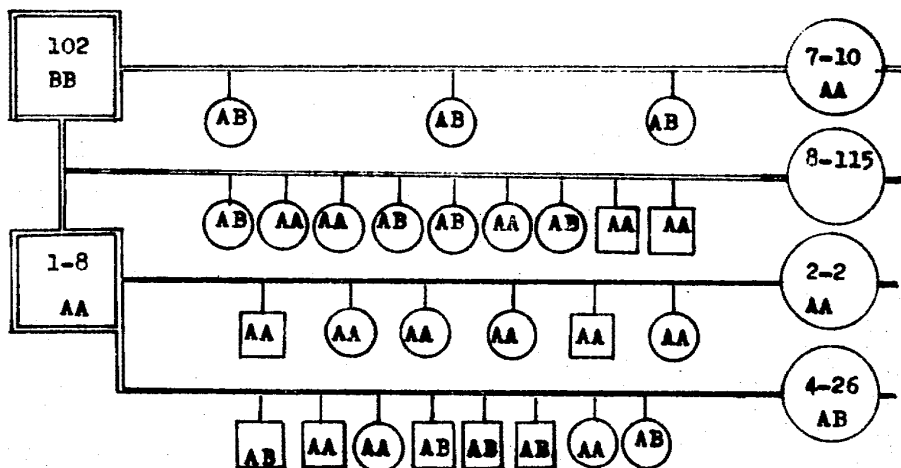 102
BB
7-10
AA
AB AB AB
8-115
AB AA AA AB AB AA AB AA AA
1-8
AA
2-2
AA
AA AA AA AA AA AA
4-26
AB
AB AA AA AB AB AB AA AB